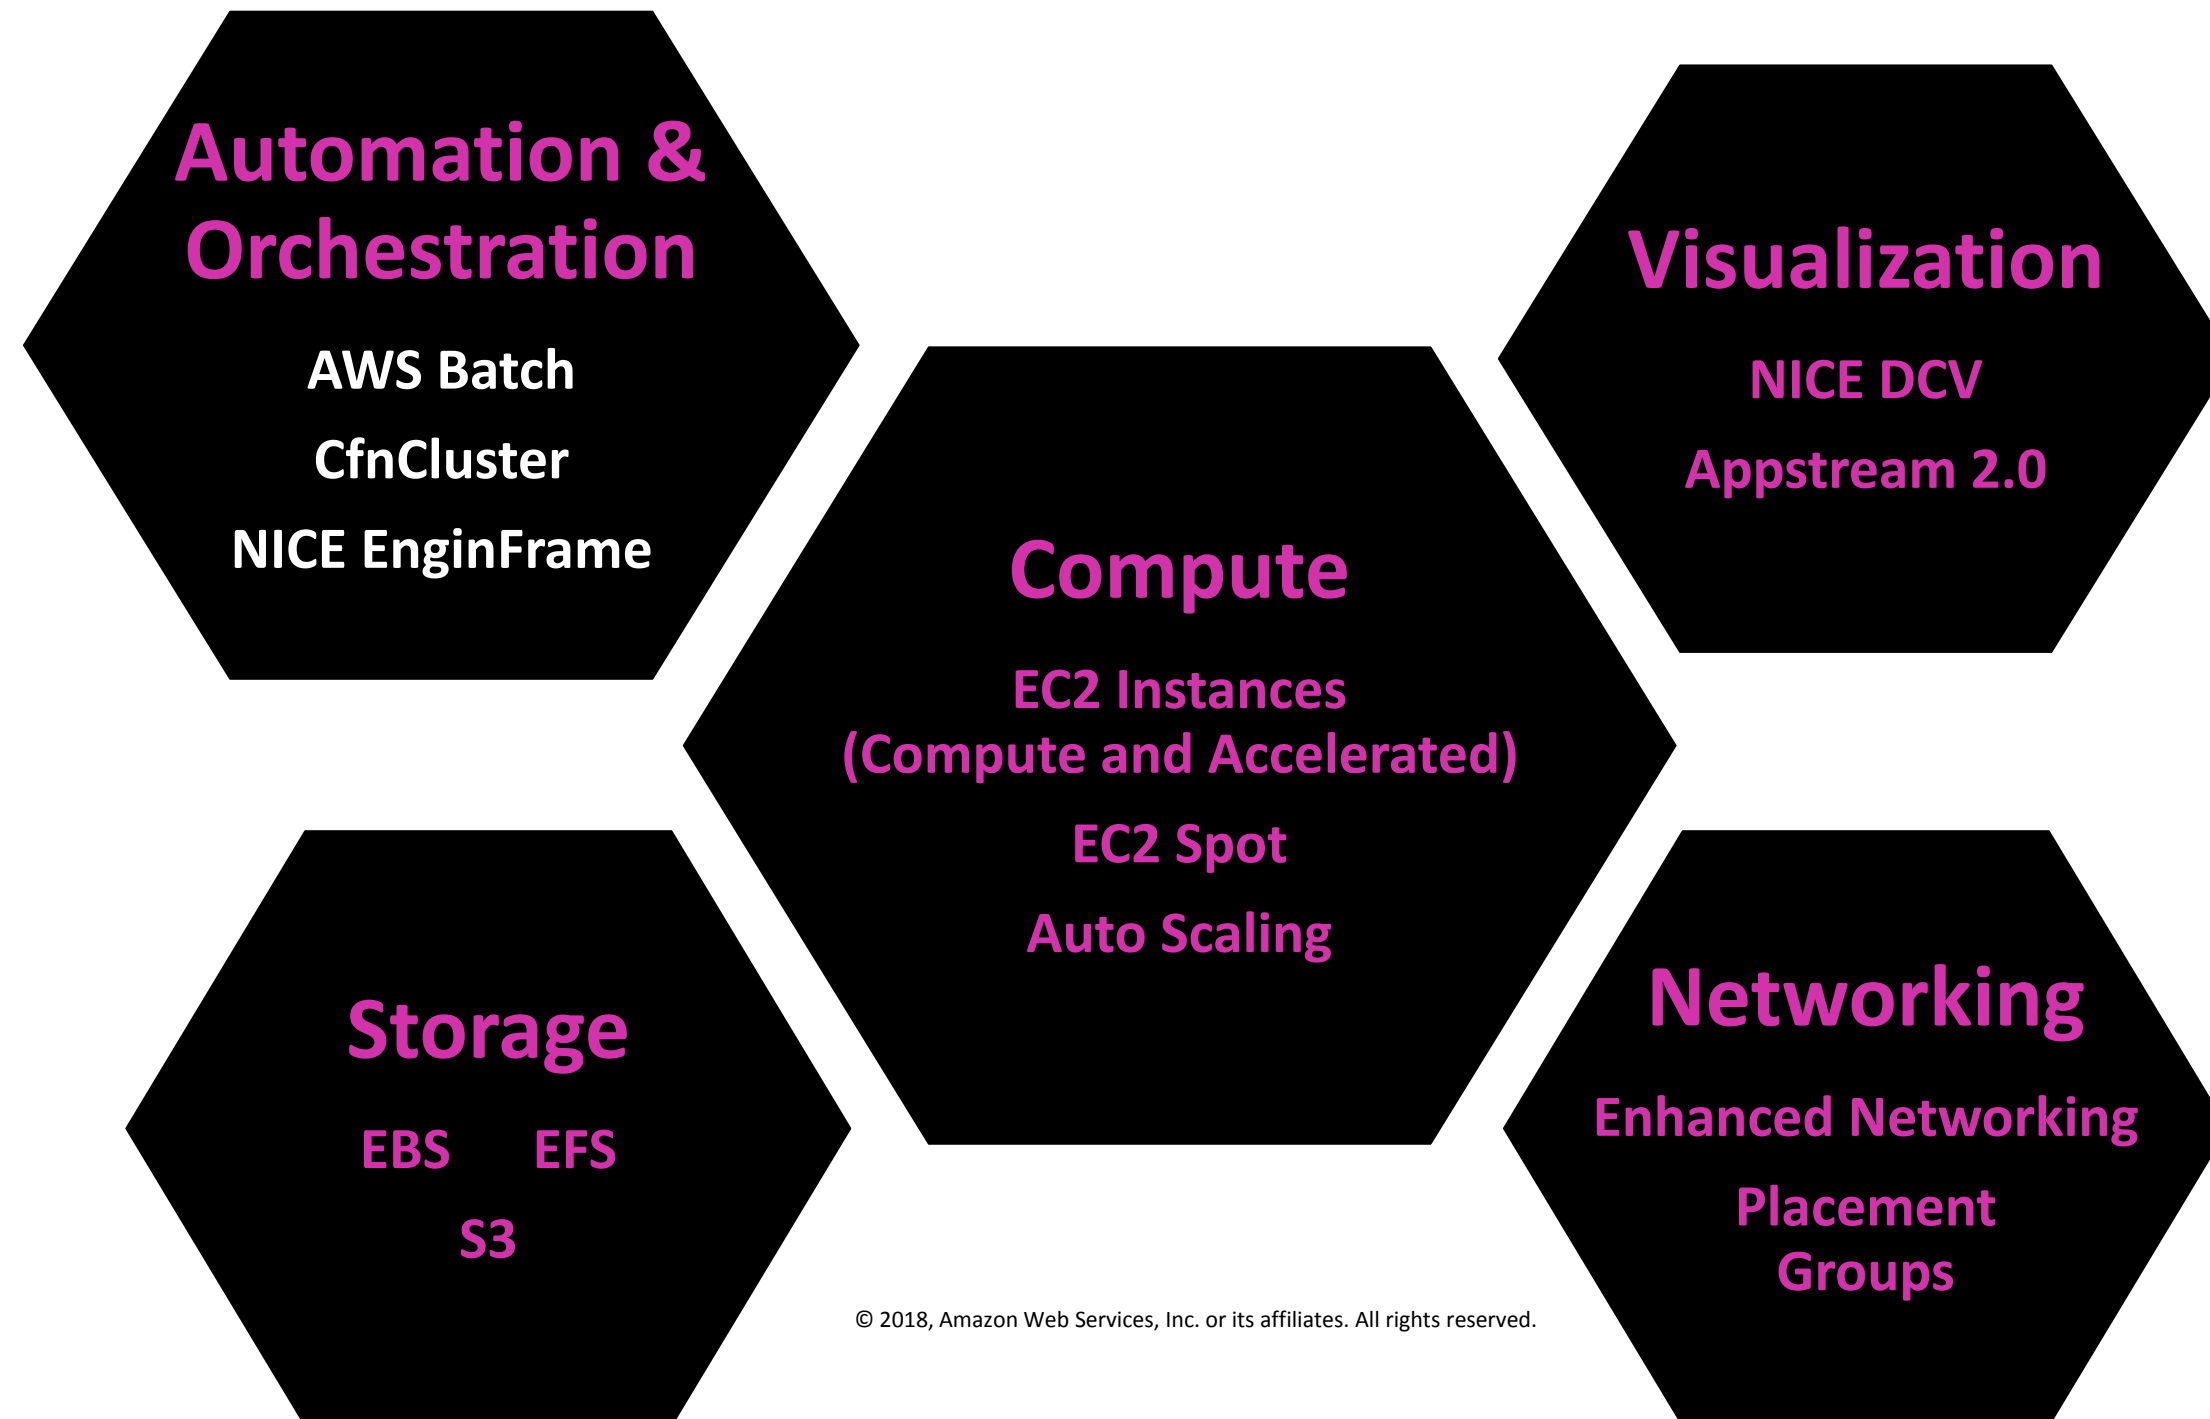 Automation &
Orchestration
AWS Batch
CfnCluster
NICE EnginFrame
Visualization
NICE DCV
Appstream 2.0
Compute
EC2 Instances
(Compute and Accelerated)
EC2 Spot
Auto Scaling
Storage
EBS EFS
S3
Networking
Enhanced Networking
Placement
Groups
© 2018, Amazon Web Services, Inc. or its affiliates. All rights reserved.